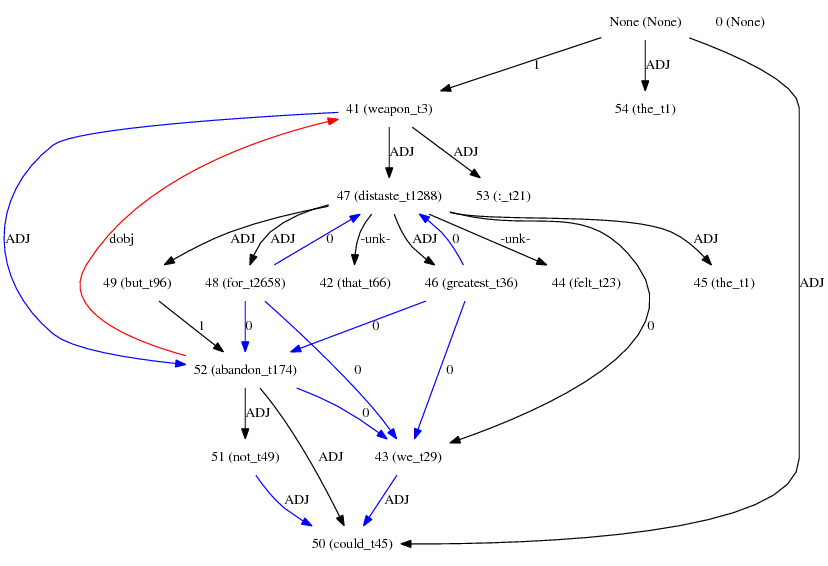 None (None) 0 (None)
1 ADJ
41 (weapon_t3) 54 (the_t1)
ADJ ADJ
47 (distaste_t1288) 53 (:_t21)
ADJ dobj ADJ ADJ 0 -unk- ADJ 0 -unk- ADJ
49 (but_t96) 48 (for_t2658) 42 (that_t66) 46 (greatest_t36) 44 (felt_t23) 45 (the_t1) ADJ
1 0 0 0
52 (abandon_t174) 0 0
ADJ 0
51 (not_t49) ADJ 43 (we_t29)
ADJ ADJ
50 (could_t45)